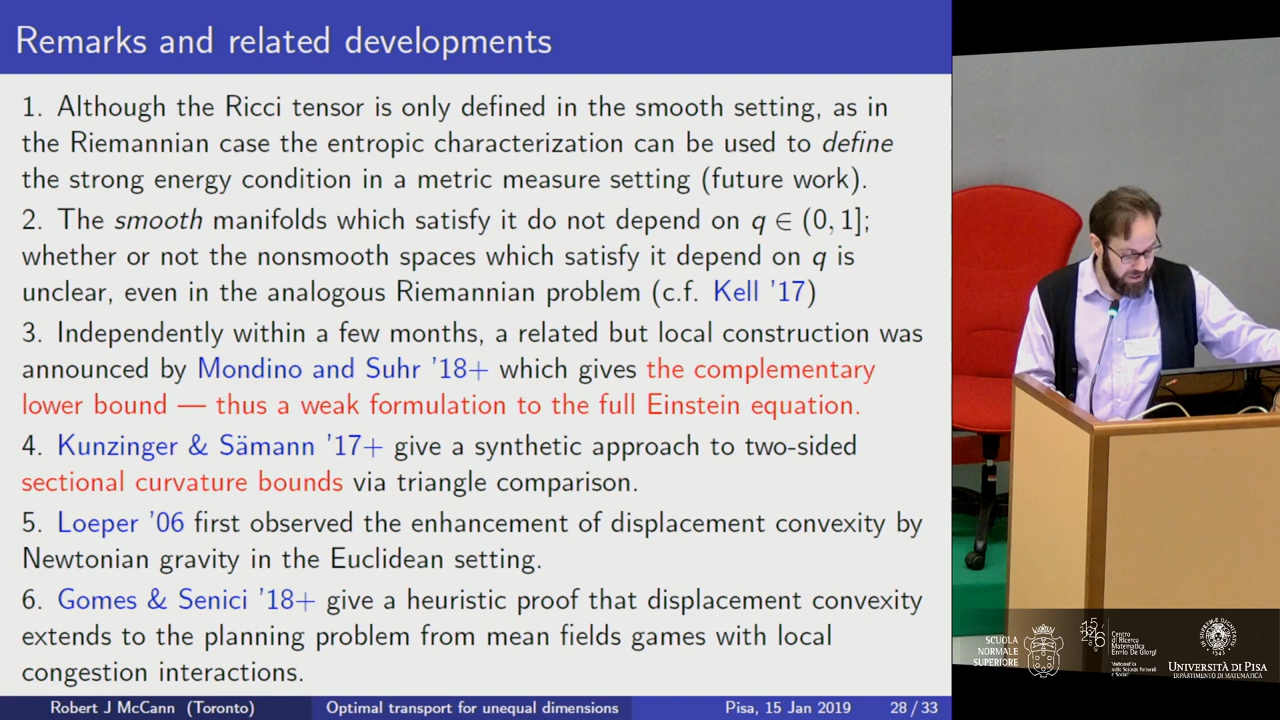 Remarks and related developments
1. Although the Ricci tensor is only defined in the smooth setting, as in
the Riemannian case the entropic characterization can be used to define
the strong energy condition in a metric measure setting (future work).
2. The smooth manifolds which satisfy it do not depend on q ∈ (0, 1];
whether or not the nonsmooth spaces which satisfy it depend on q is
unclear, even in the analogous Riemannian problem (c.f. Kell '17)
3. Independently within a few months, a related but local construction was
announced by Mondino and Suhr '18+ which gives the complementary
lower bound — thus a weak formulation to the full Einstein equation.
4. Kunzinger & Sämann '17+ give a synthetic approach to two-sided
sectional curvature bounds via triangle comparison.
5. Loeper '06 first observed the enhancement of displacement convexity by
Newtonian gravity in the Euclidean setting.
6. Gomes & Senici '18+ give a heuristic proof that displacement convexity
extends to the planning problem from mean fields games with local
congestion interactions.
Robert J McCann (Toronto) Optimal transport for unequal dimensions Pisa, 15 Jan 2019 28 / 33
SCUOLA
NORMALE
SUPERIORE
Centro
di Ricerca
Matematica
Ennio De Giorgi
UNIVERSITÀ DI PISA
DIPARTIMENTO DI MATEMATICA